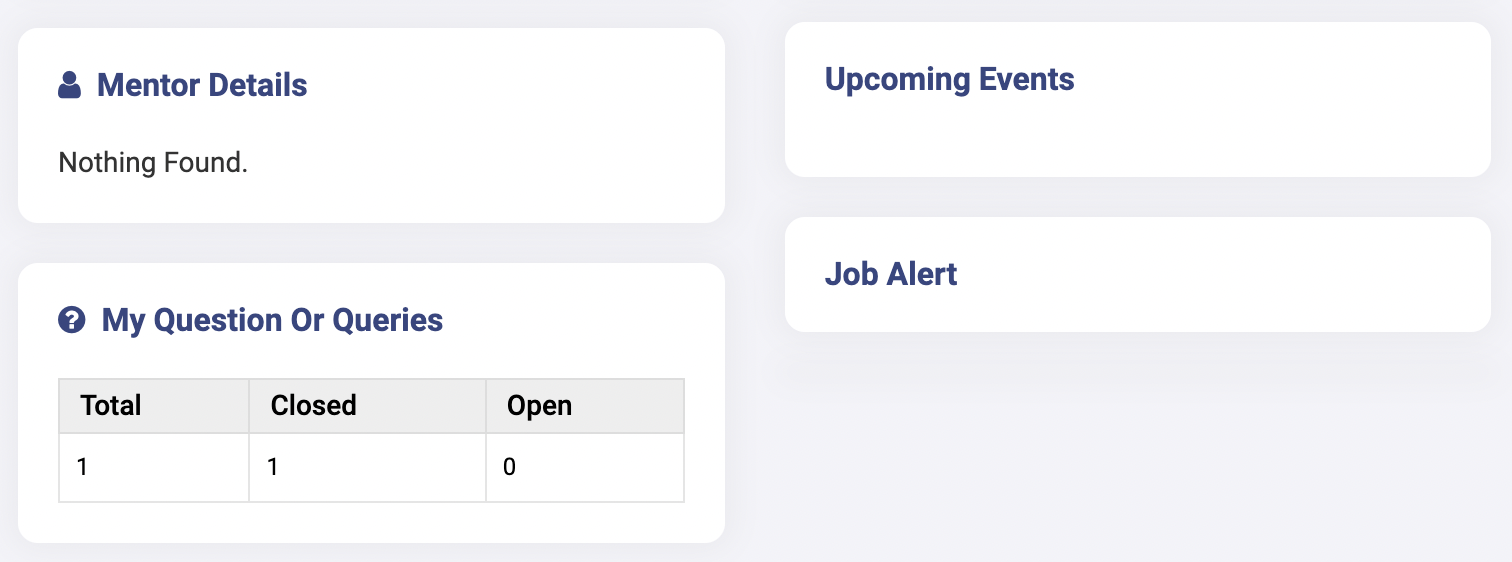 Mentor Details
Nothing Found.
My Question Or Queries
Total Closed Open
1 1 0
Upcoming Events
Job Alert